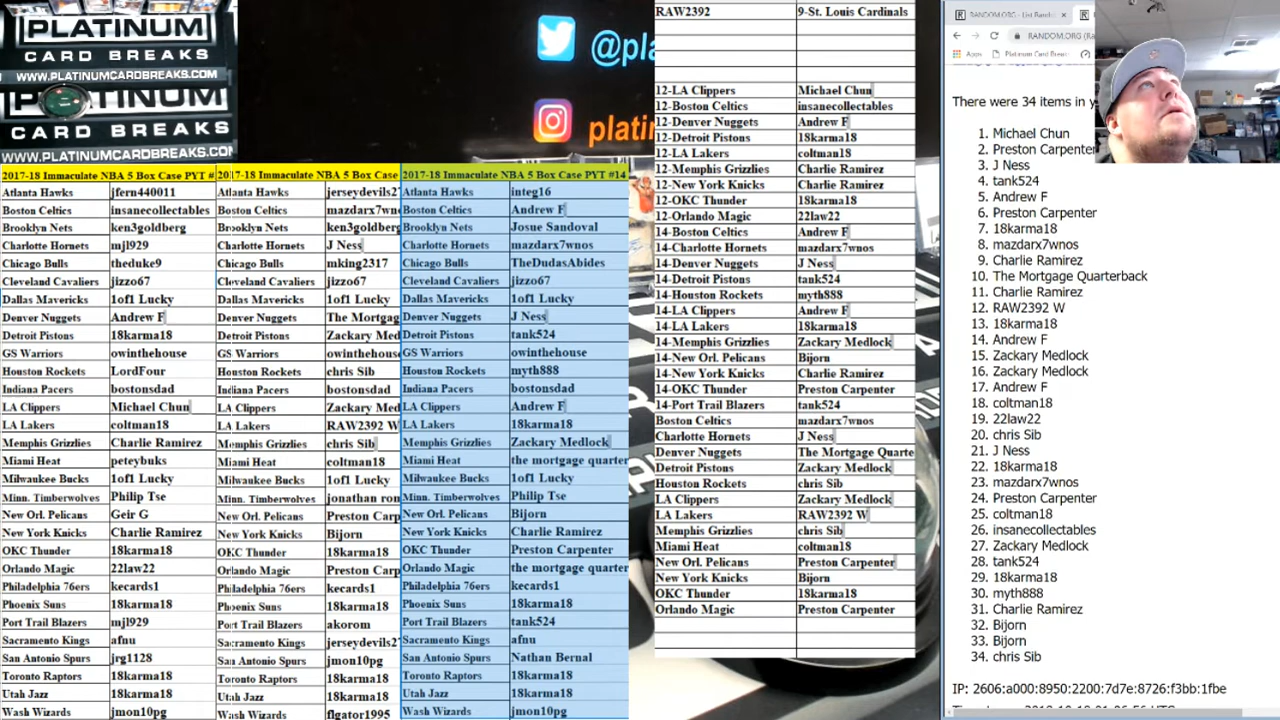 PLATINUM
CARD BREAKS
WWW.PLATINUMCARDBREAKS.COM
CARD BREAKS
@pla
platin
2017-18 Immaculate NBA 5 Box Case PYT #
Atlanta Hawks jfern440011
Boston Celtics insanecollectables
Brooklyn Nets ken3goldberg
Charlotte Hornets mjl929
Chicago Bulls theduke9
Cleveland Cavaliers jizzo67
Dallas Mavericks 1of1 Lucky
Denver Nuggets Andrew F
Detroit Pistons 18karma18
GS Warriors owinthehouse
Houston Rockets LordFour
Indiana Pacers bostonsdad
LA Clippers Michael Chun
LA Lakers coltman18
Memphis Grizzlies Charlie Ramirez
Miami Heat peteybuks
Milwaukee Bucks 1of1 Lucky
Minn. Timberwolves Philip Tse
New Orl. Pelicans Geir G
New York Knicks Charlie Ramirez
OKC Thunder 18karma18
Orlando Magic 22law22
Philadelphia 76ers kecards1
Phoenix Suns 18karma18
Port Trail Blazers mjl929
Sacramento Kings afnu
San Antonio Spurs jrg1128
Toronto Raptors 18karma18
Utah Jazz 18karma18
Wash Wizards jmon10pg
Immaculate NBA 5 Box Case
Atlanta Hawks jerseydevils27
Boston Celtics mazdarx7wno
Brooklyn Nets ken3goldberg
Charlotte Hornets J Ness
Chicago Bulls mking2317
Cleveland Cavaliers jizzo67
Dallas Mavericks 1of1 Lucky
Denver Nuggets The Mortgag
Detroit Pistons Zackary Med
GS Warriors owinthehouse
Houston Rockets chris Sib
Indiana Pacers bostonsdad
LA Clippers Zackary Med
LA Lakers RAW2392 W
Memphis Grizzlies chris Sib
Miami Heat coltman18
Milwaukee Bucks 1of1 Lucky
Minn. Timberwolves jonathan ron
New Orl. Pelicans Preston Carp
New York Knicks Bijorn
OKC Thunder 18karma18
Orlando Magic Preston Carp
Philadelphia 76ers kecards1
Phoenix Suns 18karma18
Port Trail Blazers akorom
Sacramento Kings jerseydevils2
San Antonio Spurs jmon10pg
Toronto Raptors 18karma18
Utah Jazz 18karma18
Wash Wizards flgator1995
2017-18 Immaculate NBA 5 Box Case PYT #14
Atlanta Hawks integ16
Boston Celtics Andrew F
Brooklyn Nets Josue Sandoval
Charlotte Hornets mazdarx7wnos
Chicago Bulls TheDudasAbides
Cleveland Cavaliers jizzo67
Dallas Mavericks 1of1 Lucky
Denver Nuggets J Ness
Detroit Pistons tank524
GS Warriors owinthehouse
Houston Rockets myth888
Indiana Pacers bostonsdad
LA Clippers Andrew F
LA Lakers 18karma18
Memphis Grizzlies Zackary Medlock
Miami Heat the mortgage quarter
Milwaukee Bucks 1of1 Lucky
Minn. Timberwolves Philip Tse
New Orl. Pelicans Bijorn
New York Knicks Charlie Ramirez
OKC Thunder Preston Carpenter
Orlando Magic the mortgage quarter
Philadelphia 76ers kecards1
Phoenix Suns 18karma18
Port Trail Blazers tank524
Sacramento Kings afnu
San Antonio Spurs Nathan Bernal
Toronto Raptors 18karma18
Utah Jazz 18karma18
Wash Wizards jmon10pg
RAW2392 9-St. Louis Cardinals
12-LA Clippers Michael Chun
12-Boston Celtics insanecollectables
12-Denver Nuggets Andrew F
12-Detroit Pistons 18karma18
12-LA Lakers coltman18
12-Memphis Grizzlies Charlie Ramirez
12-New York Knicks Charlie Ramirez
12-OKC Thunder 18karma18
12-Orlando Magic 22law22
14-Boston Celtics Andrew F
14-Charlotte Hornets mazdarx7wnos
14-Denver Nuggets J Ness
14-Detroit Pistons tank524
14-Houston Rockets myth888
14-LA Clippers Andrew F
14-LA Lakers 18karma18
14-Memphis Grizzlies Zackary Medlock
14-New Orl. Pelicans Bijorn
14-New York Knicks Charlie Ramirez
14-OKC Thunder Preston Carpenter
14-Port Trail Blazers tank524
Boston Celtics mazdarx7wnos
Charlotte Hornets J Ness
Denver Nuggets The Mortgage Quarte
Detroit Pistons Zackary Medlock
Houston Rockets chris Sib
LA Clippers Zackary Medlock
LA Lakers RAW2392 W
Memphis Grizzlies chris Sib
Miami Heat coltman18
New Orl. Pelicans Preston Carpenter
New York Knicks Bijorn
OKC Thunder 18karma18
Orlando Magic Preston Carpenter
RANDOM.ORG - List Rando
RANDOM.ORG (Ra
Apps Platinum Card Break
There were 34 items in y
1. Michael Chun
2. Preston Carpenter
3. J Ness
4. tank524
5. Andrew F
6. Preston Carpenter
7. 18karma18
8. mazdarx7wnos
9. Charlie Ramirez
10. The Mortgage Quarterback
11. Charlie Ramirez
12. RAW2392 W
13. 18karma18
14. Andrew F
15. Zackary Medlock
16. Zackary Medlock
17. Andrew F
18. coltman18
19. 22law22
20. chris Sib
21. J Ness
22. 18karma18
23. mazdarx7wnos
24. Preston Carpenter
25. coltman18
26. insanecollectables
27. Zackary Medlock
28. tank524
29. 18karma18
30. myth888
31. Charlie Ramirez
32. Bijorn
33. Bijorn
34. chris Sib
IP: 2606:a000:8950:2200:7d7e:8726:f3bb:1fbe